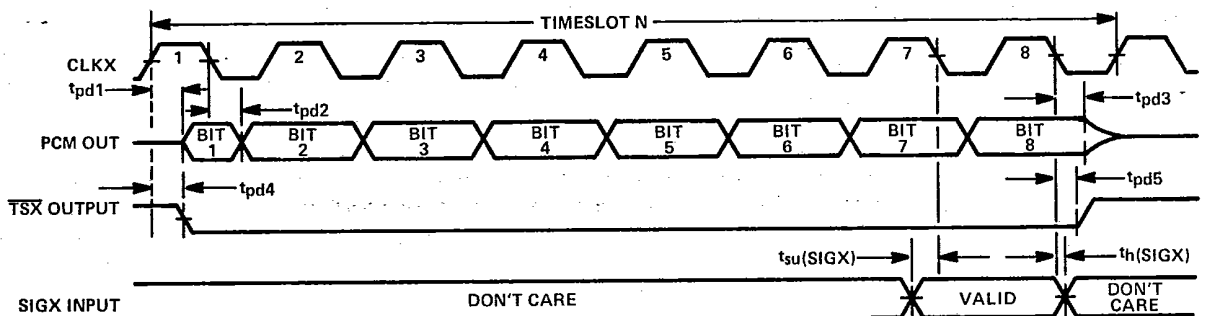 TIMESLOT N
CLKX 1 2 3 4 5 6 7 8
tpd1
tpd2
tpd3
PCM OUT BIT 1 BIT 2 BIT 3 BIT 4 BIT 5 BIT 6 BIT 7 BIT 8
tpd4
tpd5
TSX OUTPUT
tsu(SIGX) th(SIGX)
SIGX INPUT DON'T CARE VALID DON'T CARE